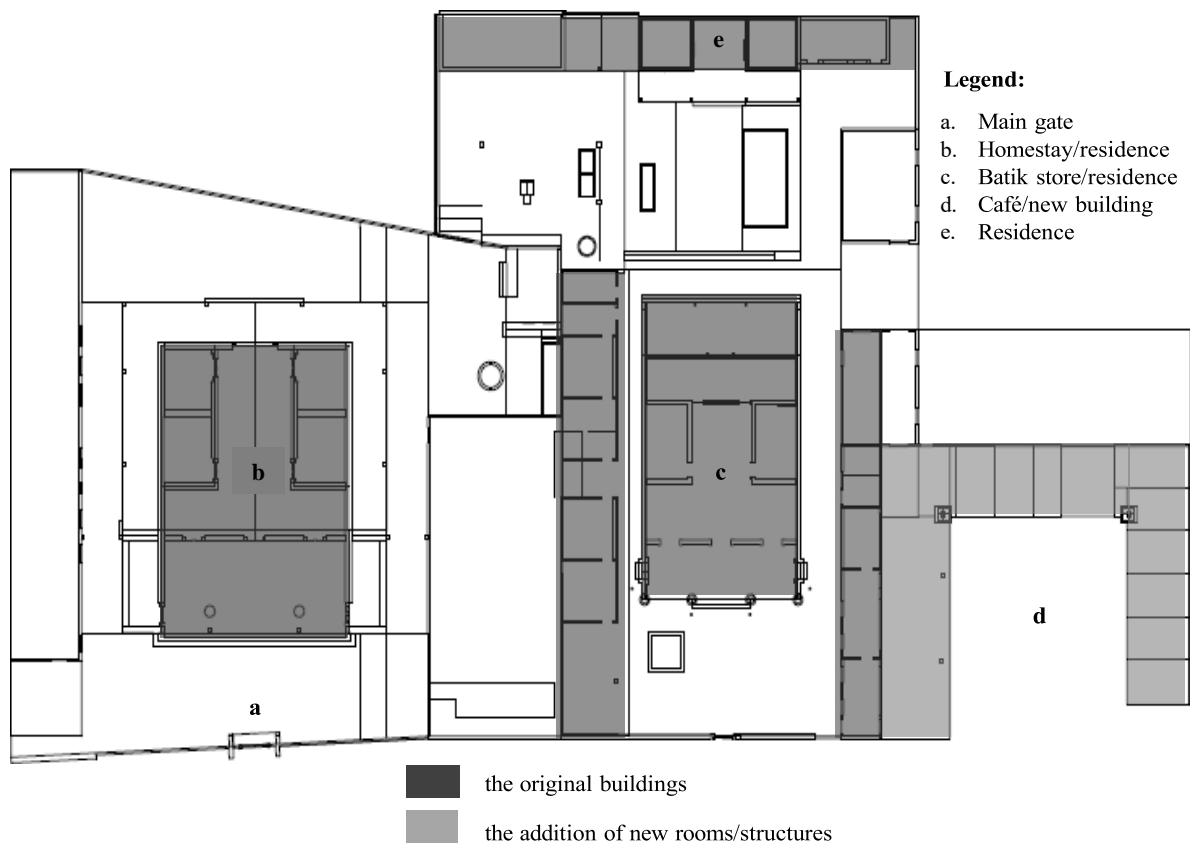 e
Legend:
a. Main gate
b. Homestay/residence
c. Batik store/residence
d. Café/new building
e. Residence
b
c
d
a
the original buildings
the addition of new rooms/structures